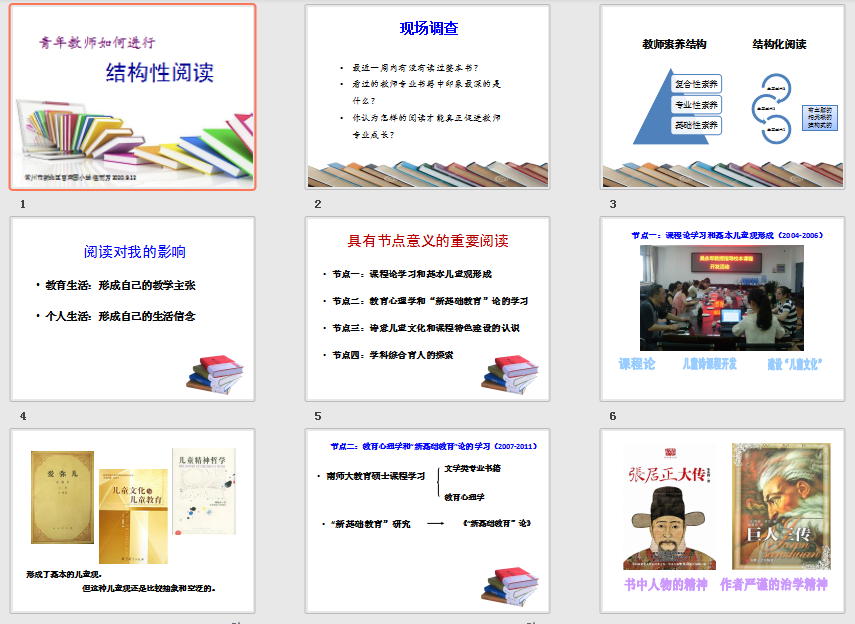 青年教师如何进行
结构性阅读
1
现场调查
• 最近一周内有没有读过整本书?
• 看过的教师专业书籍中印象最深的是
什么?
• 你认为怎样的阅读才能真正促进教师
专业成长?
2
教师素养结构
结构化阅读
复合性素养
专业性素养
基础性素养
有主题的
相关联的
结构式的
3
阅读对我的影响
• 教育生活：形成自己的教学主张
• 个人生活：形成自己的生活信念
4
具有节点意义的重要阅读
• 节点一：课程论学习和基本儿童观形成
• 节点二：教育心理学和“新基础教育”论的学习
• 节点三：诗意儿童文化和课程特色建设的认识
• 节点四：学科综合育人的探索
5
节点一：课程论学习和基本儿童观形成（2004-2006）
开发活动
课程论
儿童诗课程开发
建设“儿童文化”
6
爱弥儿
儿童文化与
儿童教育
儿童精神哲学
形成了基本的儿童观。
但这种儿童观还是比较抽象和空泛的。
节点二：教育心理学和“新基础教育”论的学习（2007-2011）
• 南师大教育硕士课程学习
文学类专业书籍
教育心理学
• “新基础教育”研究
《“新基础教育”论》
張居正大传
巨人三传
书中人物的精神
作者严谨的治学精神